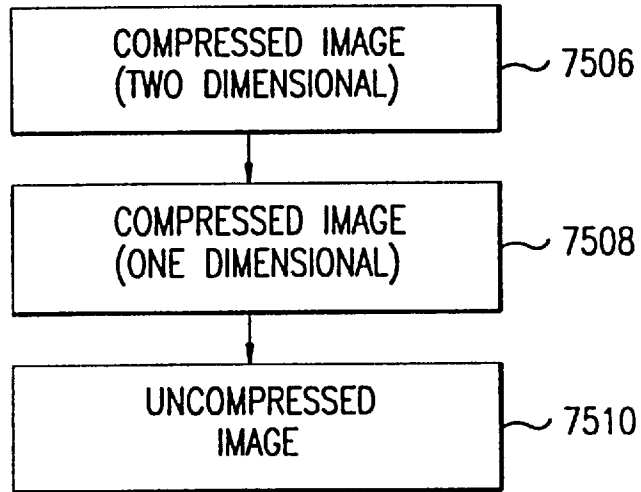 COMPRESSED IMAGE
(TWO DIMENSIONAL)
7506
COMPRESSED IMAGE
(ONE DIMENSIONAL)
7508
UNCOMPRESSED
IMAGE
7510